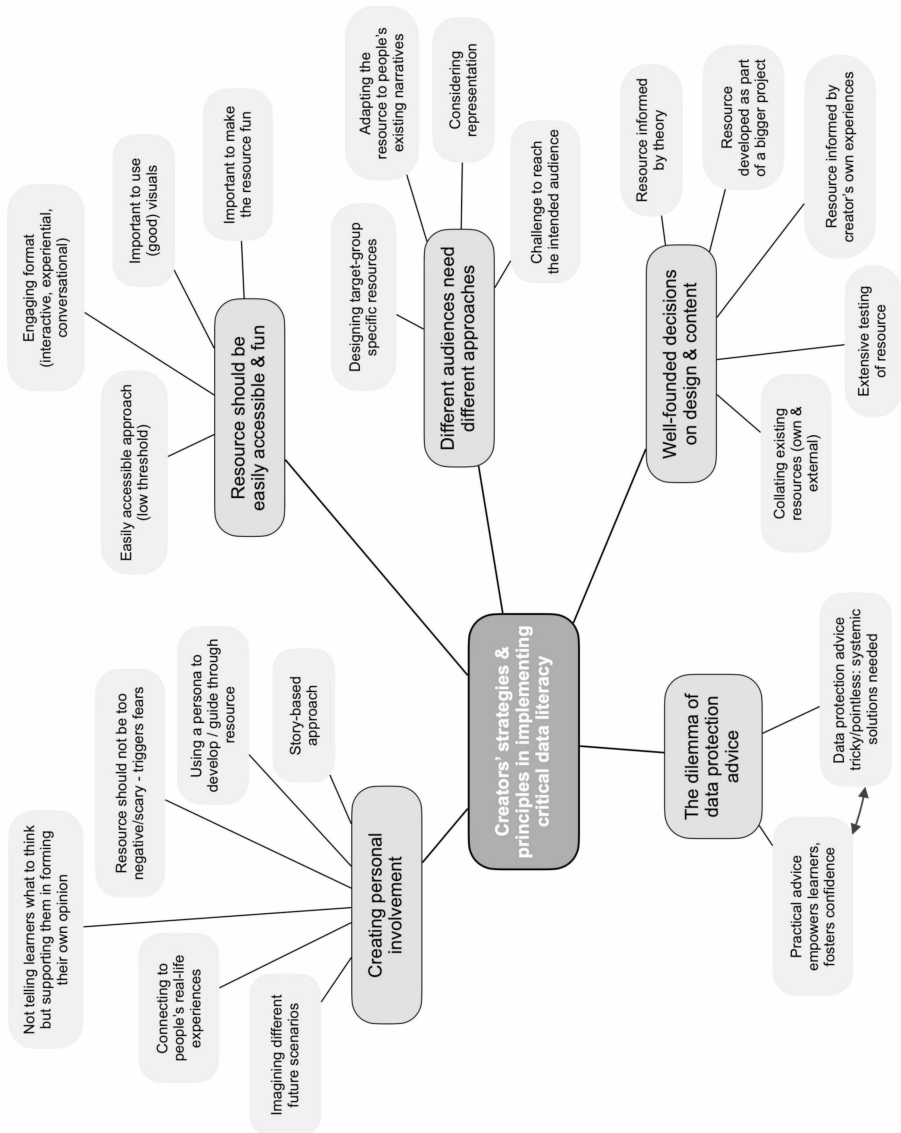 Not telling learners what to think
but supporting them in forming
their own opinion
Resource should not be too
negative/scary - triggers fears
Connecting to
people's real-life
experiences
Using a persona to
develop / guide through
resource
Imagining different
future scenarios
Story-based
approach
Creating personal
involvement
Engaging format
(interactive, experiential,
conversational)
Easily accessible approach
(low threshold)
Important to use
(good) visuals
Important to make
the resource fun
Resource should be
easily accessible & fun
Creators' strategies &
principles in implementing
critical data literacy
Designing target-group
specific resources
Adapting the
resource to people's
existing narratives
Considering
representation
Different audiences need
different approaches
Challenge to reach
the intended audience
The dilemma of
data protection
advice
Practical advice
empowers learners,
fosters confidence
Data protection advice
tricky/pointless: systemic
solutions needed
Well-founded decisions
on design & content
Resource informed
by theory
Resource
developed as part
of a bigger project
Collating existing
resources (own &
external)
Extensive testing
of resource
Resource informed by
creator's own experiences